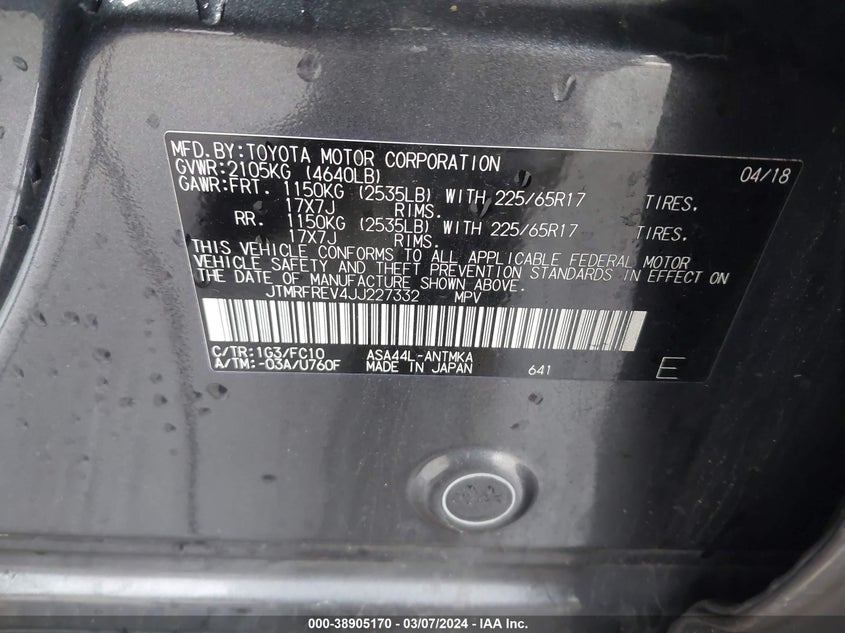 MFD.BY:TOYOTA MOTOR CORPORATION 04/18
GVWR:2105KG (4640LB)
GAWR:FRT. 1150KG (2535LB) WITH 225/65R17 TIRES.
17X7J RIMS.
RR. 1150KG (2535LB) WITH 225/65R17 TIRES.
17X7J RIMS.
THIS VEHICLE CONFORMS TO ALL APPLICABLE FEDERAL MOTOR
VEHICLE SAFETY AND THEFT PREVENTION STANDARDS IN EFFECT ON
THE DATE OF MANUFACTURE SHOWN ABOVE.
JTMRFREV4JJ227332 MPV
C/TR:1G3/FC10 ASA44L-ANTMKA
A/TM:-03A/U760F MADE IN JAPAN 641 E
000-38905170 - 03/07/2024 - IAA Inc.